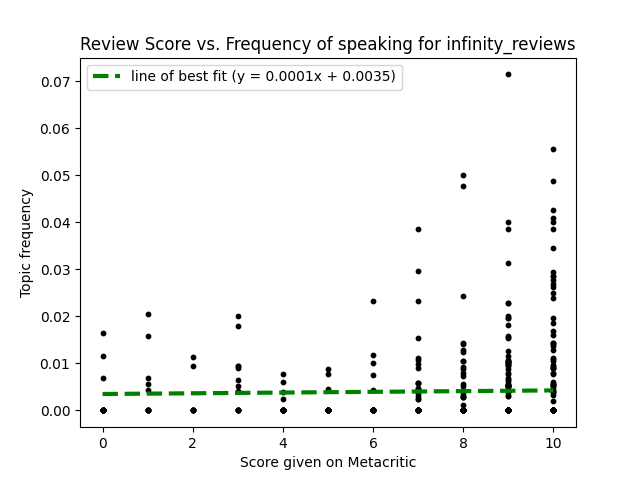 Review Score vs. Frequency of speaking for infinity_reviews
line of best fit (y = 0.0001x + 0.0035)
0.07
0.06
0.05
0.04
0.03
0.02
0.01
0.00
Topic frequency
0 2 4 6 8 10
Score given on Metacritic